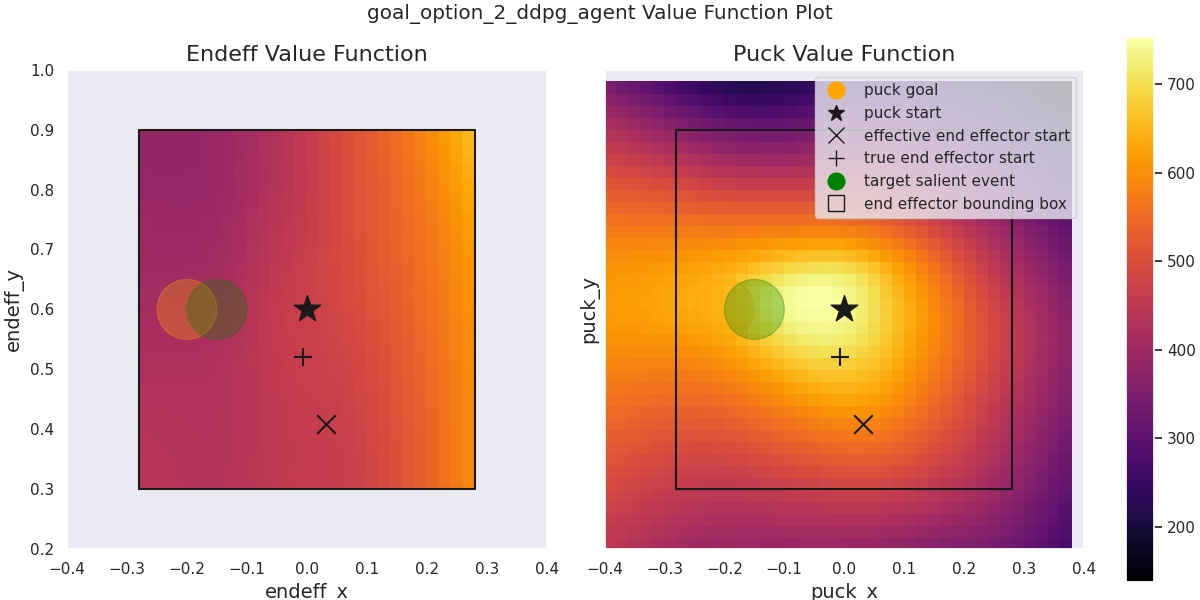 goal_option_2_ddpg_agent Value Function Plot
Endeff Value Function
1.0
0.9
0.8
0.7
0.6
0.5
0.4
0.3
0.2
endeff_y
−0.4 −0.3 −0.2 −0.1 0.0 0.1 0.2 0.3 0.4
endeff_x
Puck Value Function
puck goal
puck start
effective end effector start
true end effector start
target salient event
end effector bounding box
puck_y
−0.4 −0.3 −0.2 −0.1 0.0 0.1 0.2 0.3 0.4
puck_x
700
600
500
400
300
200